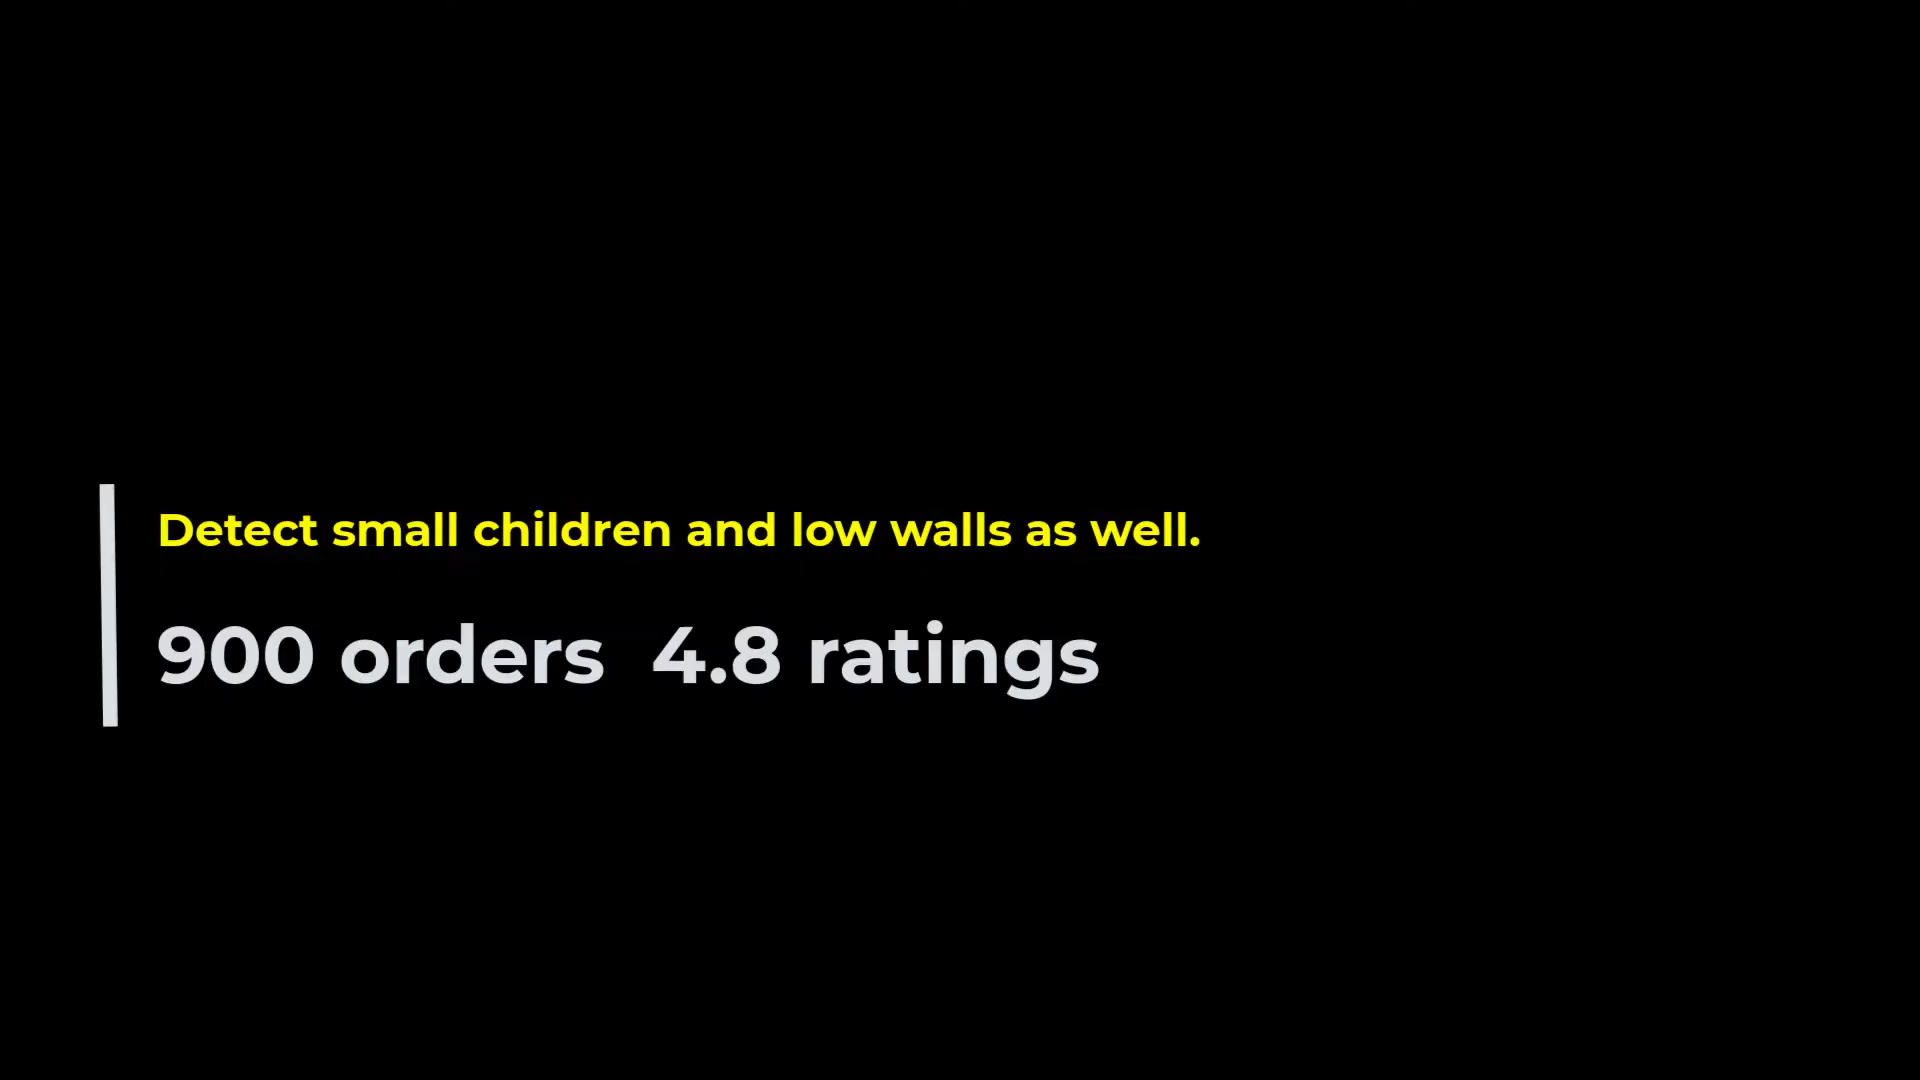 Detect small children and low walls as well.
900 orders  4.8 ratings